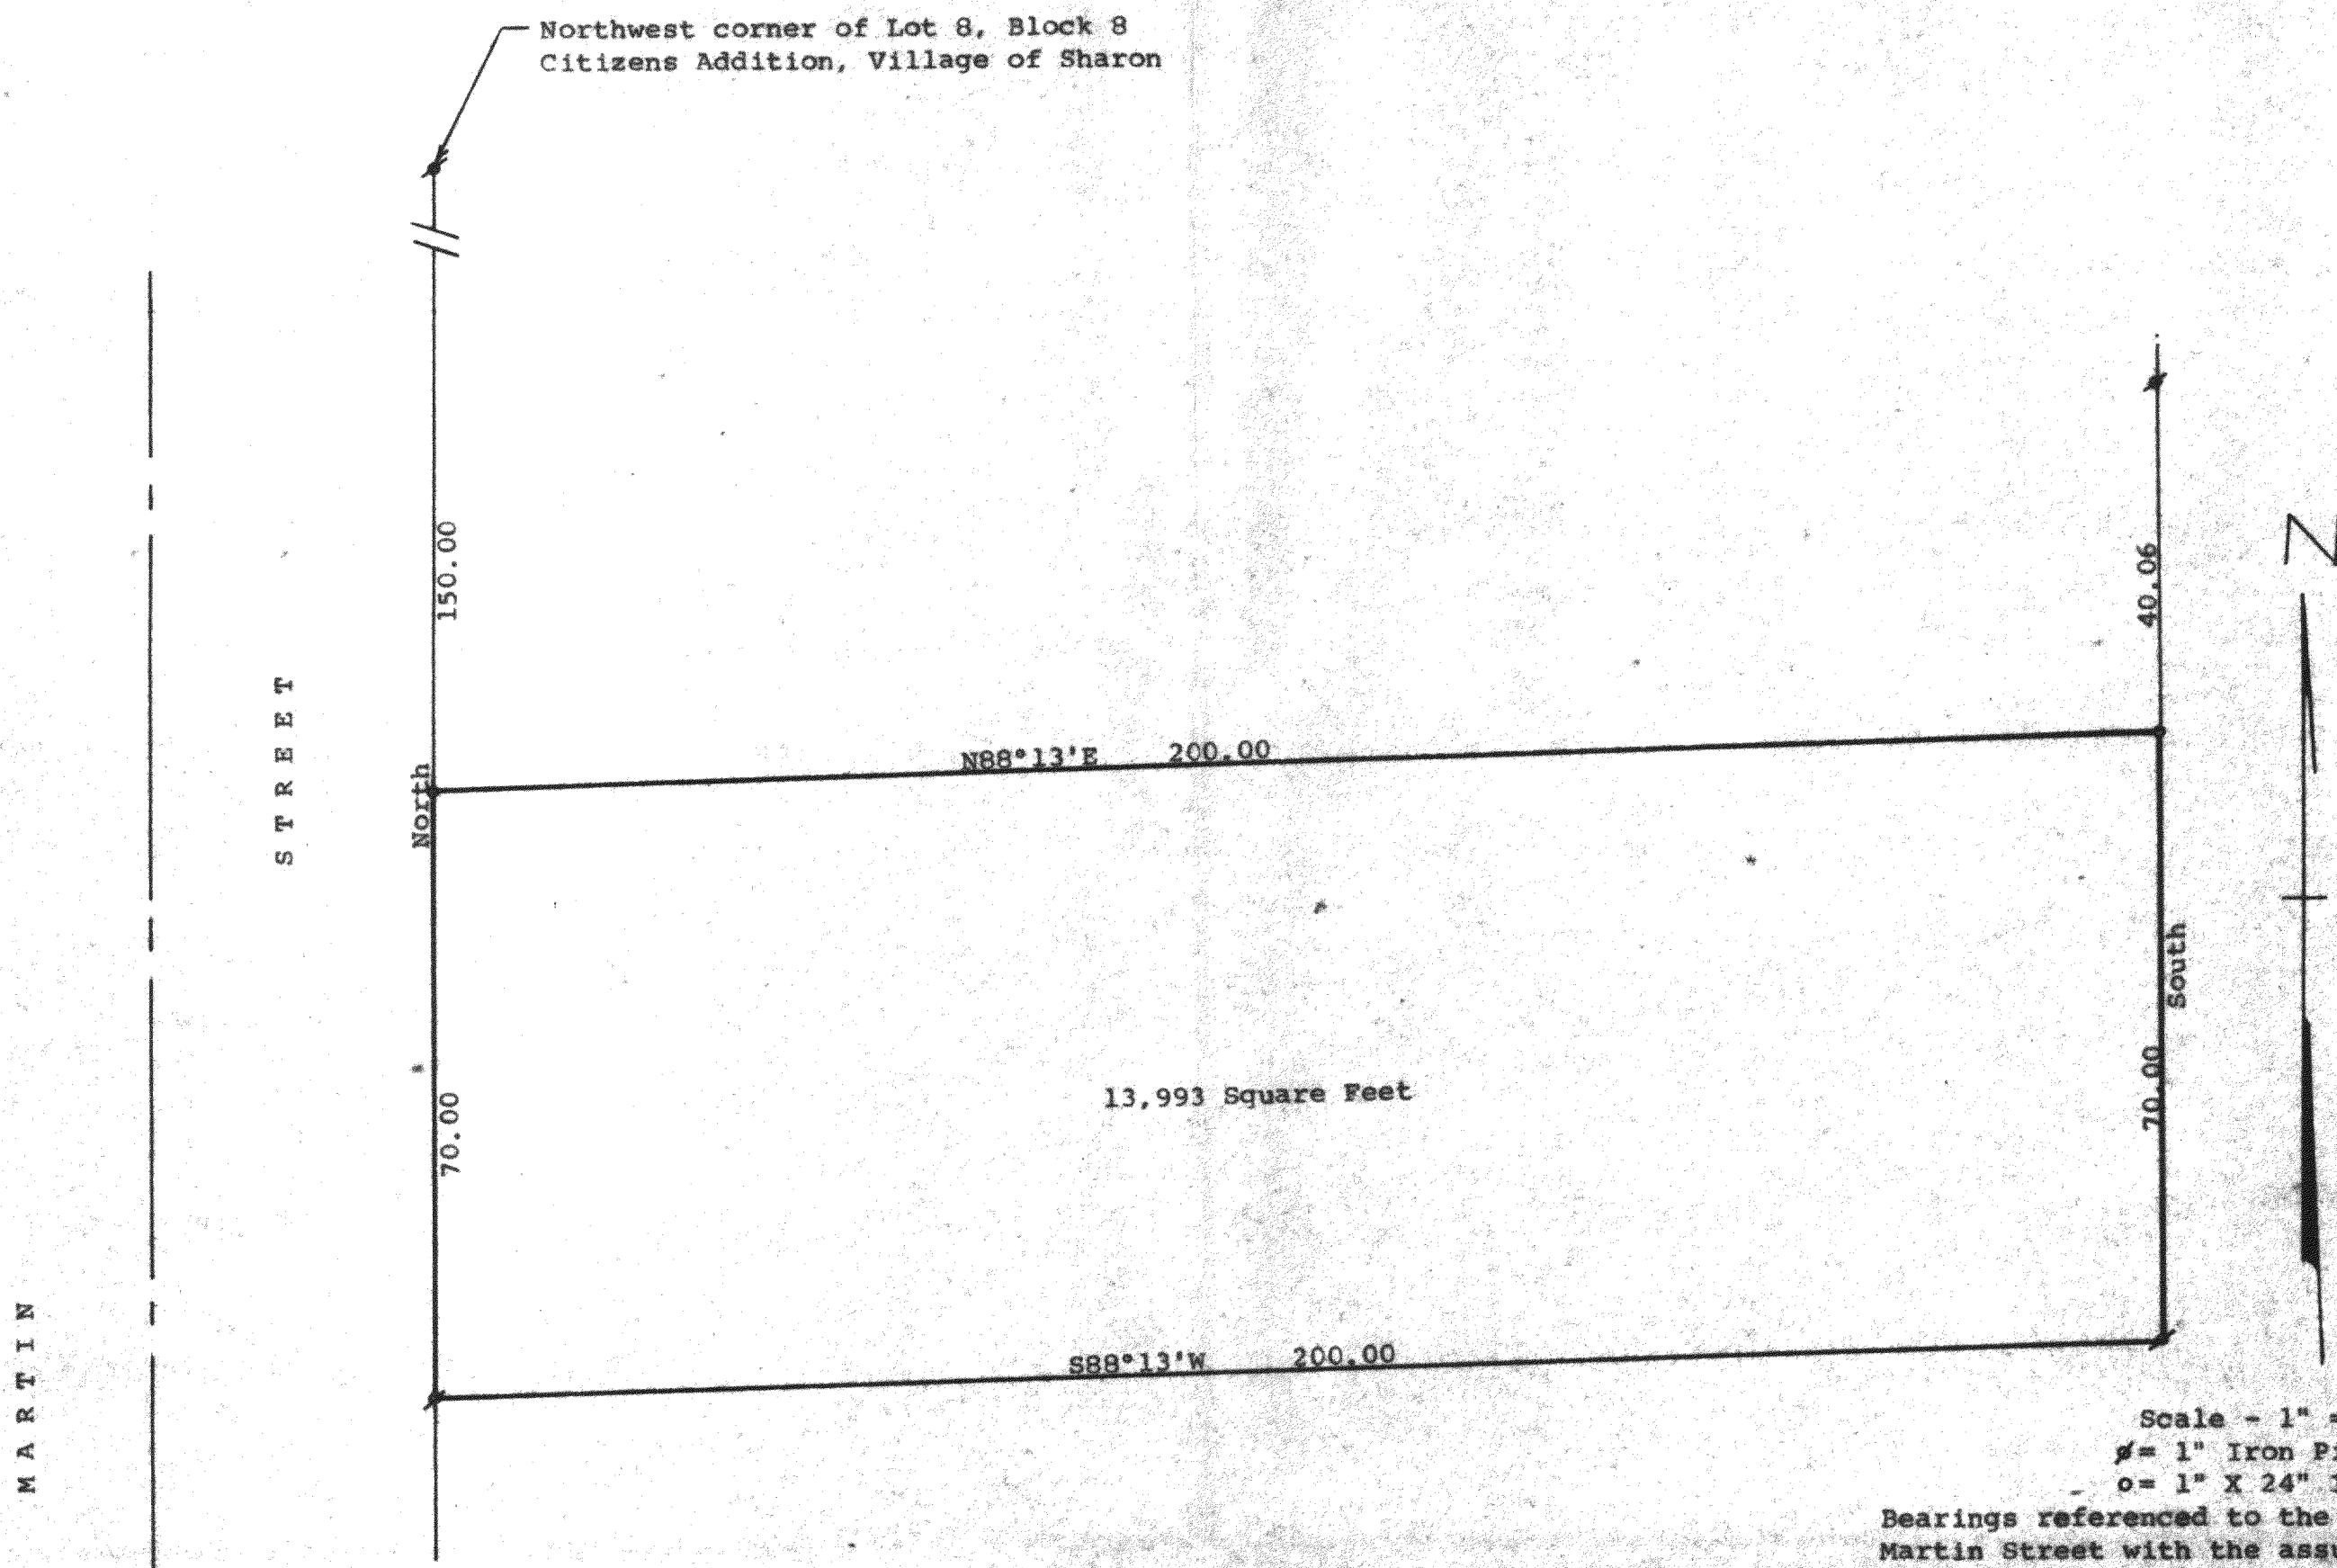 Northwest corner of Lot 8, Block 8
Citizens Addition, Village of Sharon
150.00
40.06
N
STREET
North
N88°13'E 200.00
South
70.00
70.00
13,993 Square Feet
MARTIN
S88°13'W 200.00
Scale - 1" =
ø= 1" Iron
o= 1" X 24"
Bearings referenced to the
Martin Street with the